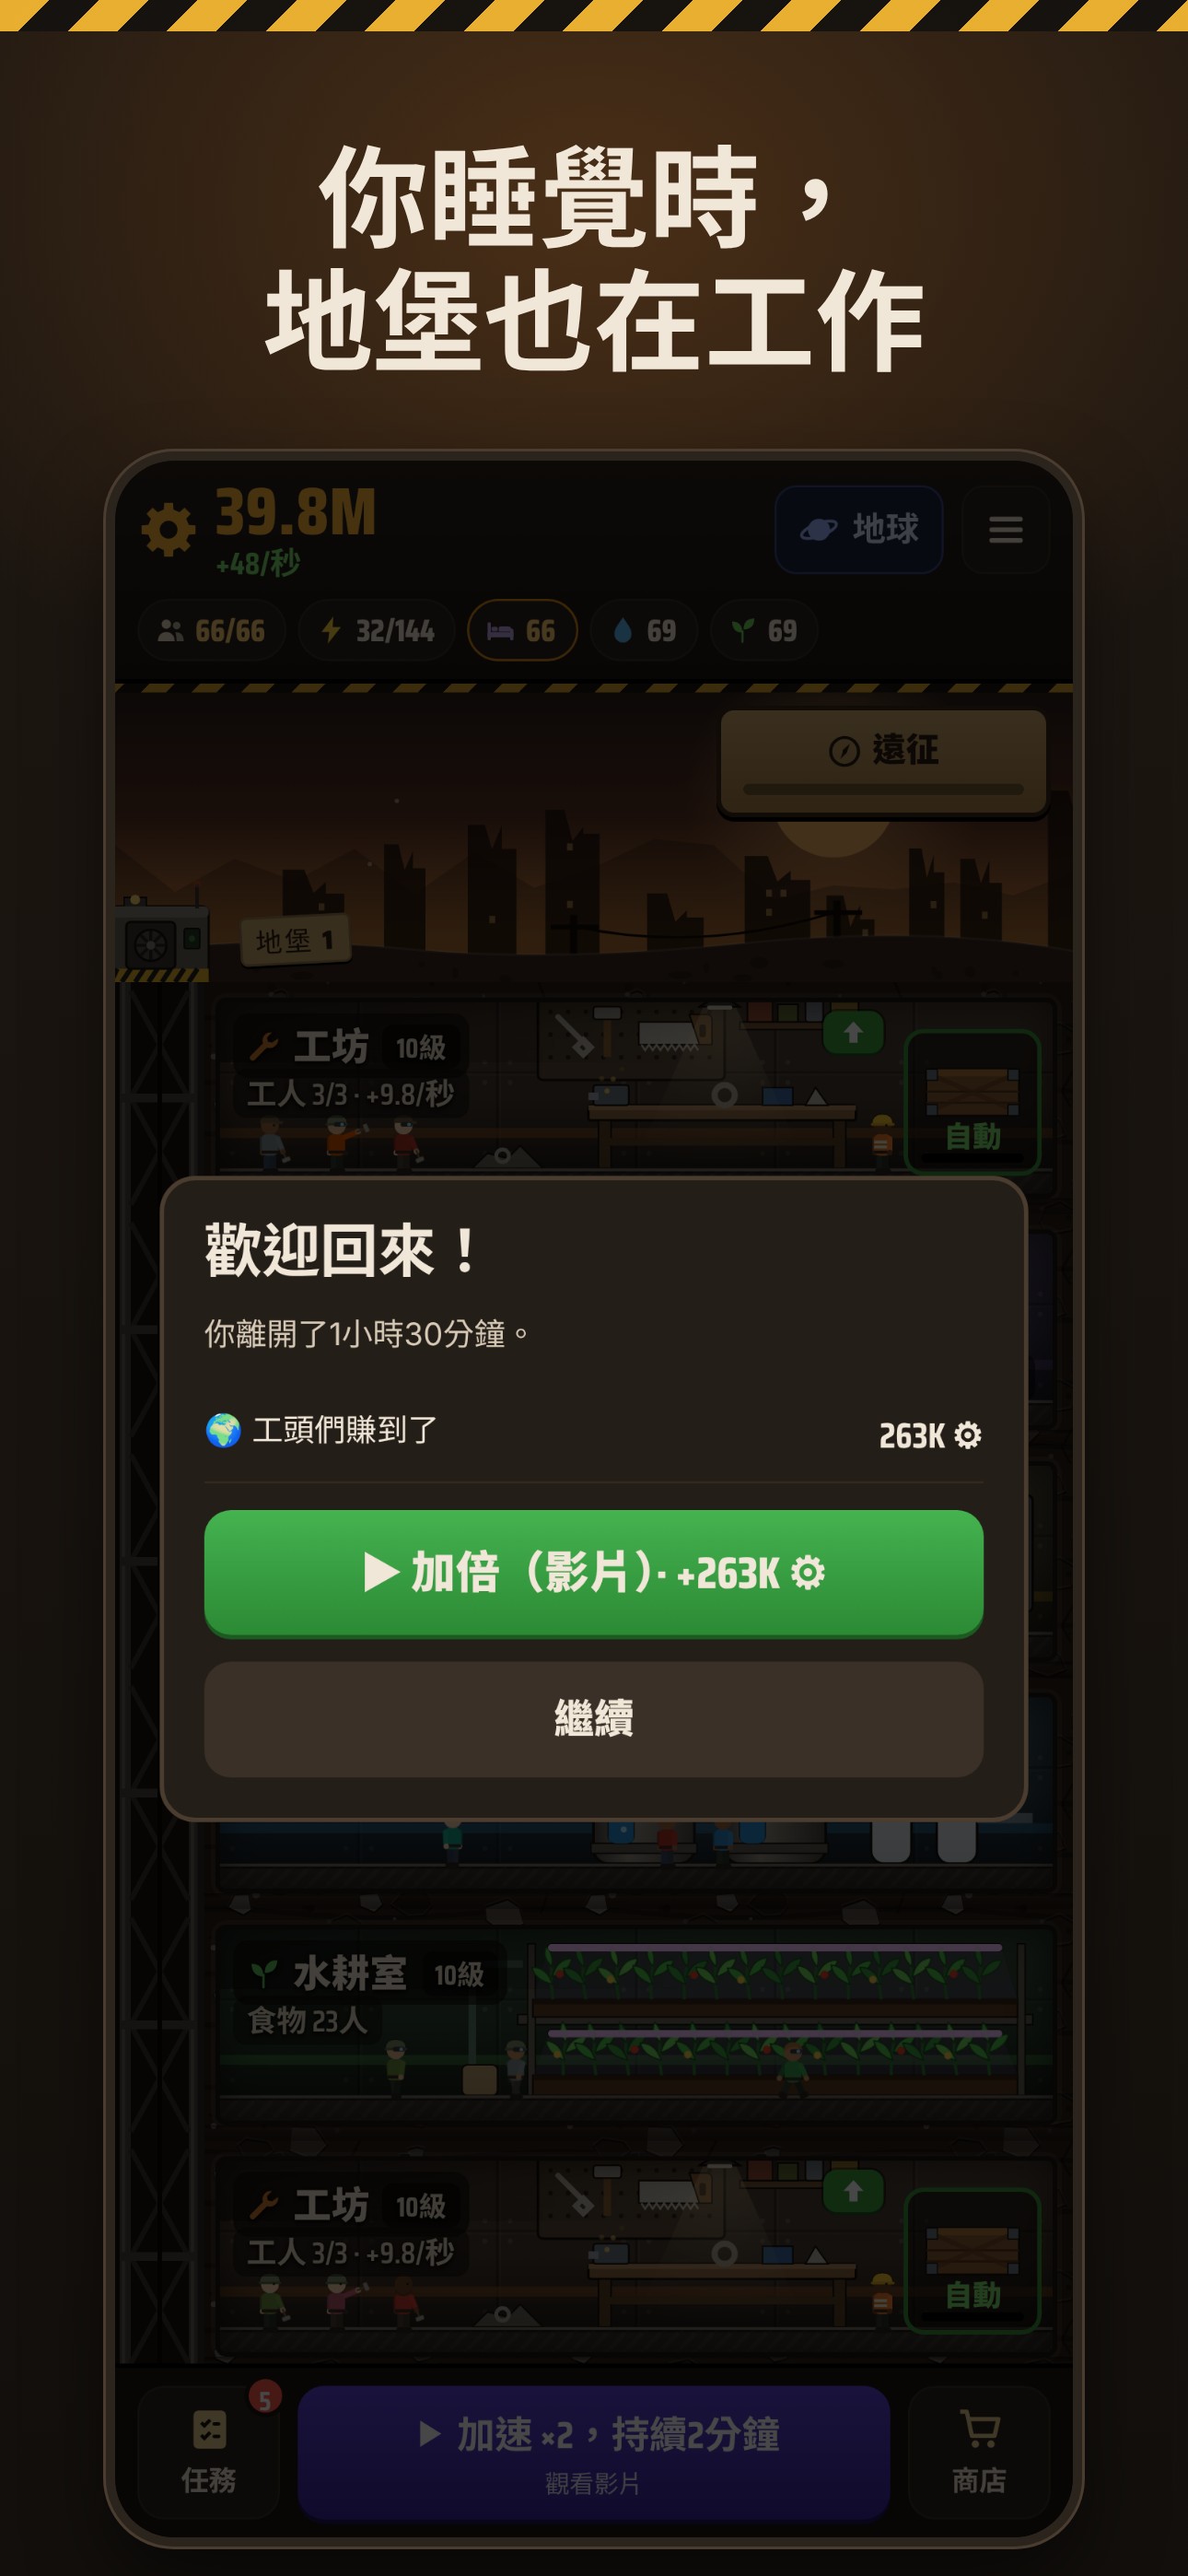 你睡覺時，
地堡也在工作
39.8M
+48/秒
地球
66/66
32/144
66
69
69
遠征
地堡 1
工坊 10級
工人 3/3 · +9.8/秒
自動
歡迎回來！
你離開了1小時30分鐘。
工頭們賺到了
263K
加倍（影片）· +263K
繼續
水耕室 10級
食物 23人
工坊 10級
工人 3/3 · +9.8/秒
自動
5
任務
加速 ×2，持續2分鐘
觀看影片
商店